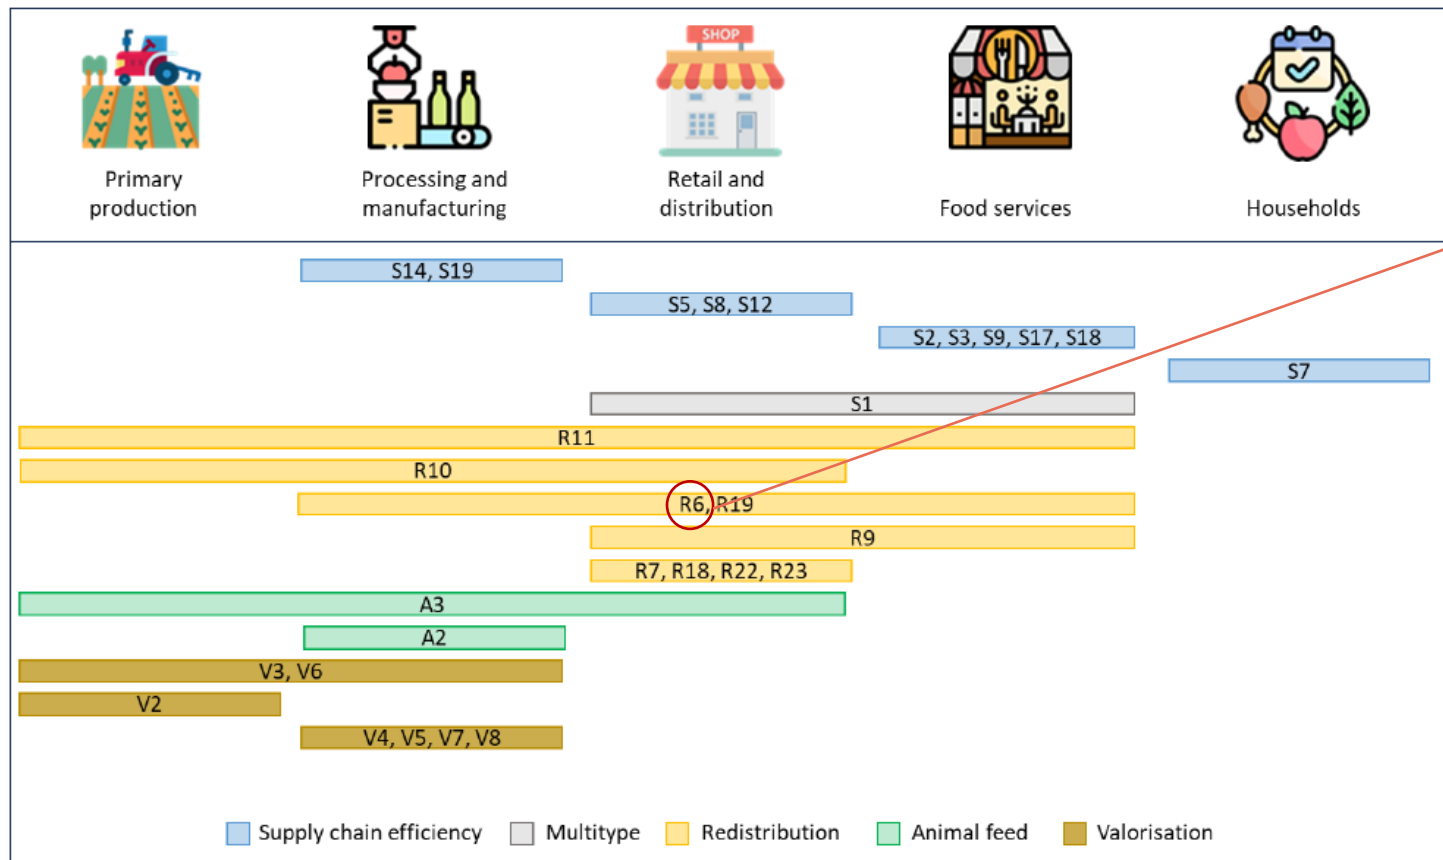 SHOP
Primary
production
Processing and
manufacturing
Retail and
distribution
Food services
Households
S14, S19
S5, S8, S12
S2, S3, S9, S17, S18
S7
S1
R11
R10
R6, R19
R9
R7, R18, R22, R23
A3
A2
V3, V6
V2
V4, V5, V7, V8
Supply chain efficiency
Multitype
Redistribution
Animal feed
Valorisation